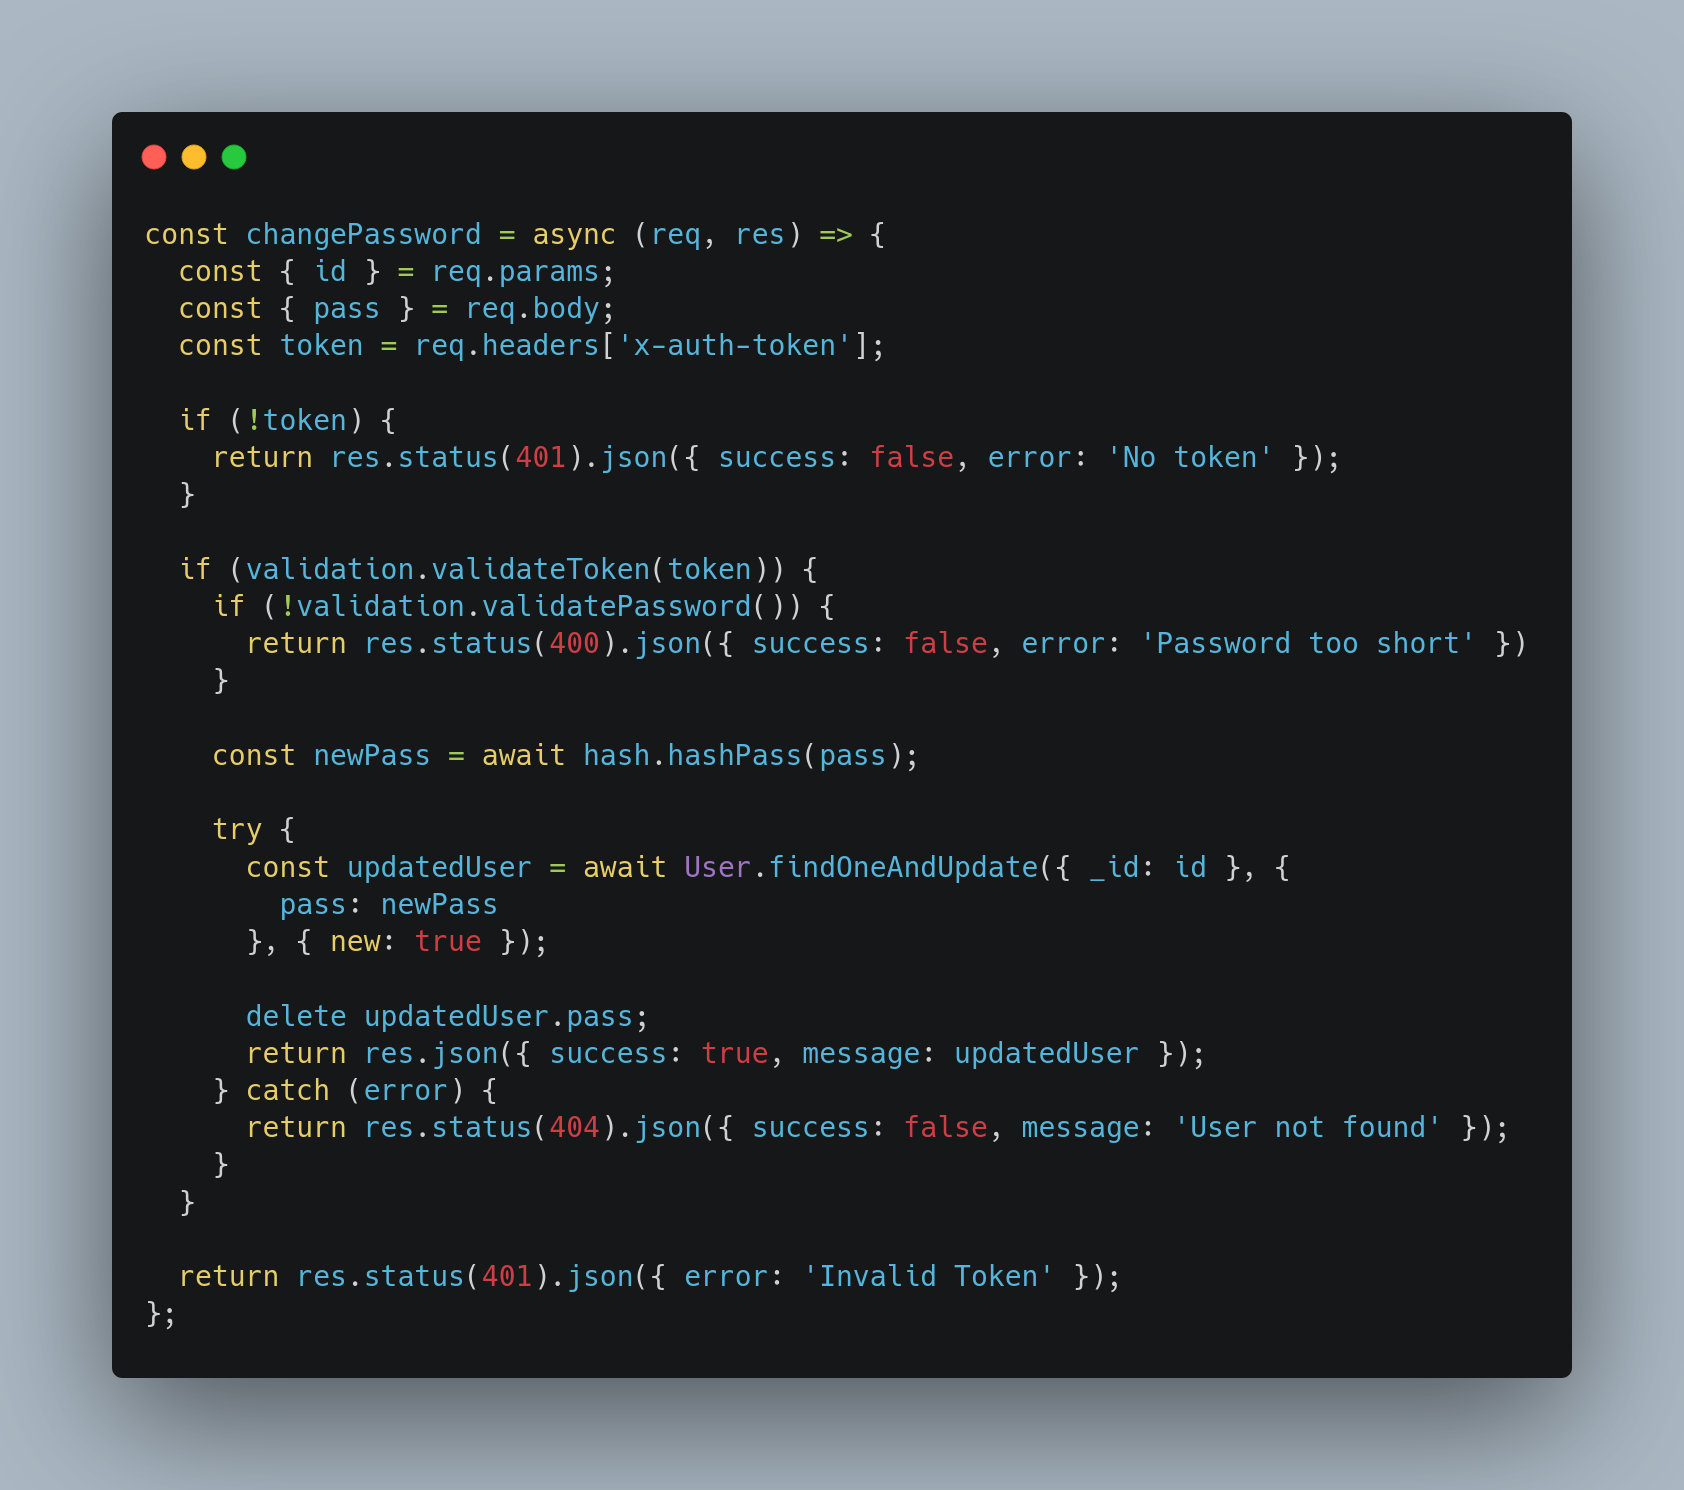 const changePassword = async (req, res) => {
  const { id } = req.params;
  const { pass } = req.body;
  const token = req.headers['x-auth-token'];

  if (!token) {
    return res.status(401).json({ success: false, error: 'No token' });
  }

  if (validation.validateToken(token)) {
    if (!validation.validatePassword()) {
      return res.status(400).json({ success: false, error: 'Password too short' })
    }

    const newPass = await hash.hashPass(pass);

    try {
      const updatedUser = await User.findOneAndUpdate({ _id: id }, {
        pass: newPass
      }, { new: true });

      delete updatedUser.pass;
      return res.json({ success: true, message: updatedUser });
    } catch (error) {
      return res.status(404).json({ success: false, message: 'User not found' });
    }
  }

  return res.status(401).json({ error: 'Invalid Token' });
};